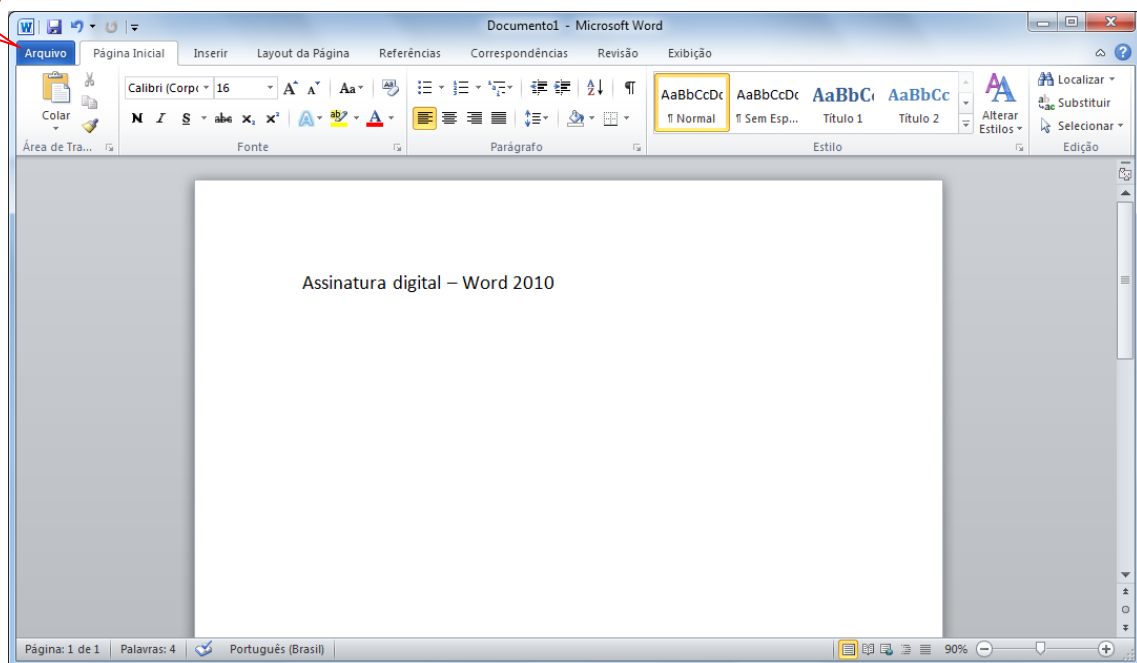 Documento1 - Microsoft Word
Arquivo Página Inicial Inserir Layout da Página Referências Correspondências Revisão Exibição
Colar
Área de Tra...
Calibri (Corpo 16
N I S abc x₂ x² A ab A
Fonte
Parágrafo
AaBbCcDc AaBbCcDc AaBbC AaBbCc
¶ Normal ¶ Sem Esp... Título 1 Título 2
Alterar
Estilos
Estilo
Localizar
Substituir
Selecionar
Edição
Assinatura digital – Word 2010
Página: 1 de 1 Palavras: 4 Português (Brasil) 90%